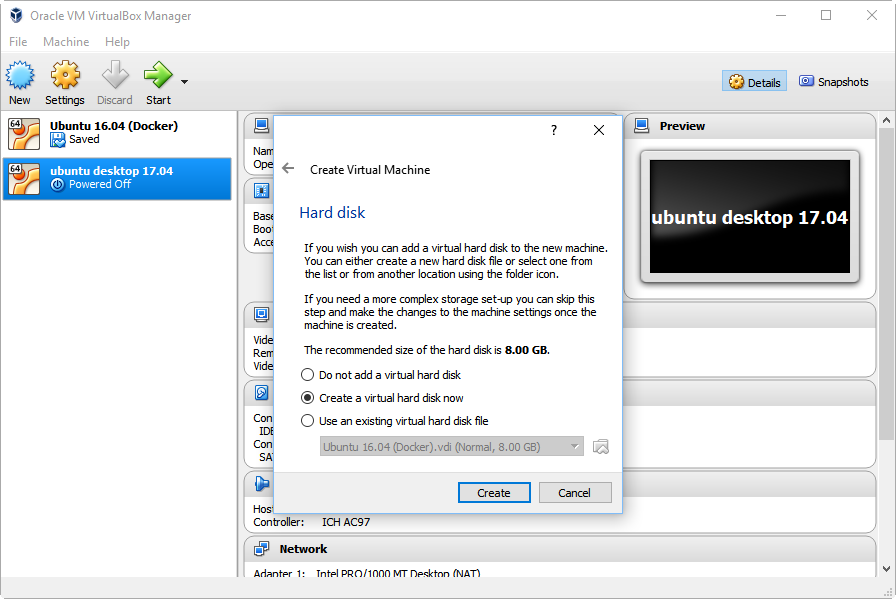 Oracle VM VirtualBox Manager
File Machine Help
New Settings Discard Start
Details Snapshots
64
Ubuntu 16.04 (Docker)
Saved
64
ubuntu desktop 17.04
Powered Off
Nam
Ope
Base
Boo
Acce
Vide
Rem
Vide
Con
IDE
Con
SA
Host
Controller: ICH AC97
Network
Adapter 1: Intel PRO/1000 MT Desktop (NAT)
Preview
ubuntu desktop 17.04
?
Create Virtual Machine
Hard disk
If you wish you can add a virtual hard disk to the new machine.
You can either create a new hard disk file or select one from
the list or from another location using the folder icon.
If you need a more complex storage set-up you can skip this
step and make the changes to the machine settings once the
machine is created.
The recommended size of the hard disk is 8.00 GB.
Do not add a virtual hard disk
Create a virtual hard disk now
Use an existing virtual hard disk file
Ubuntu 16.04 (Docker).vdi (Normal, 8.00 GB)
Create Cancel